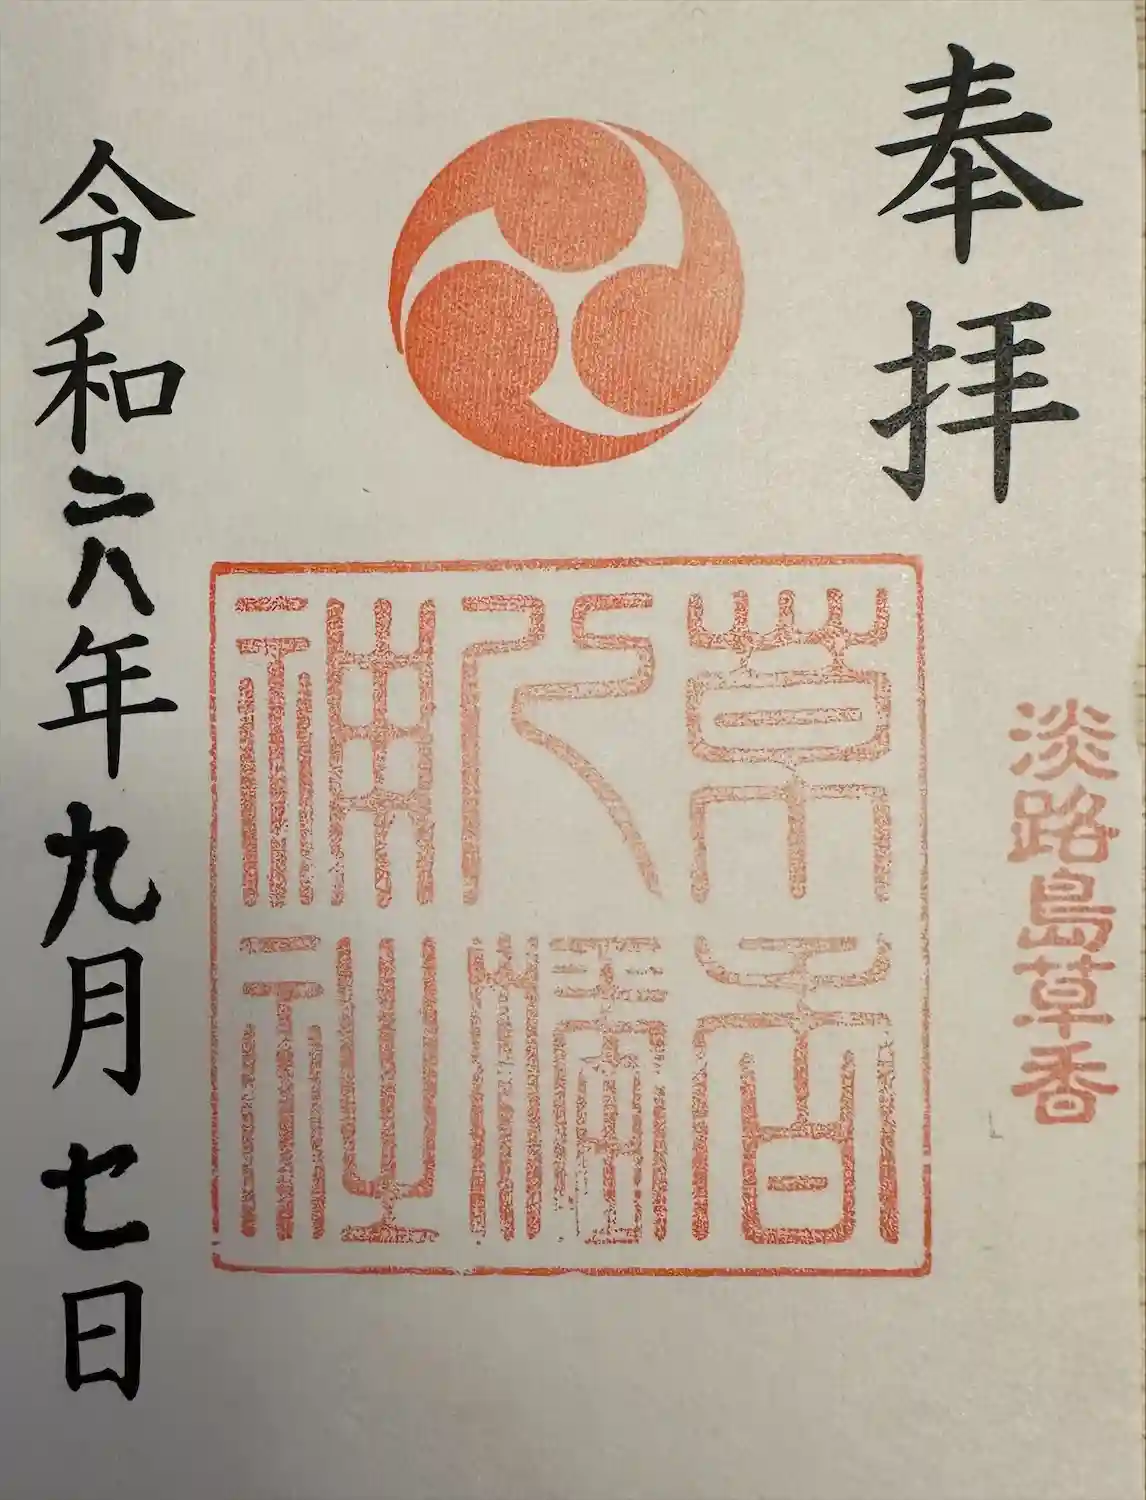 奉拝
淡路島草香
草香
八幡
神社
令和六年九月七日